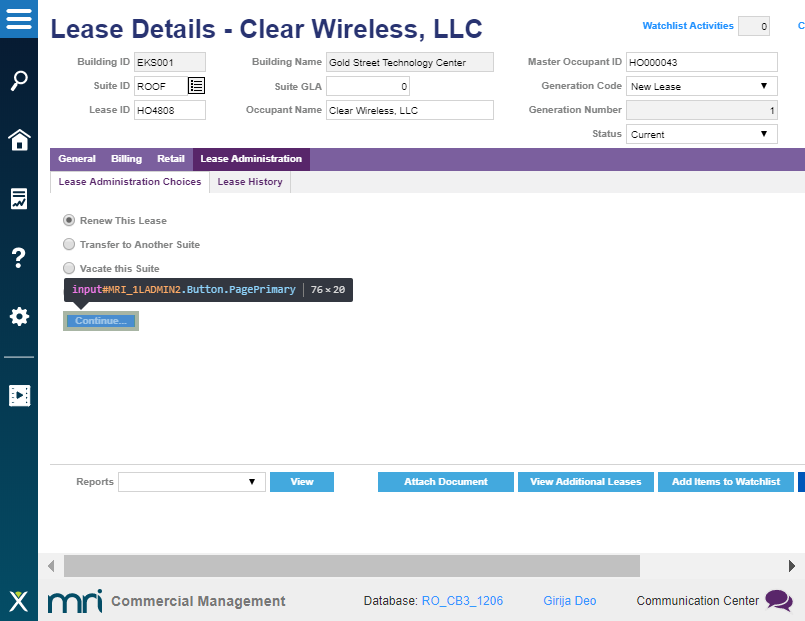 Lease Details - Clear Wireless, LLC
Watchlist Activities 0 C
Building ID EKS001 Building Name Gold Street Technology Center Master Occupant ID HO000043
Suite ID ROOF Suite GLA 0 Generation Code New Lease
Lease ID HO4808 Occupant Name Clear Wireless, LLC Generation Number 1
Status Current
General Billing Retail Lease Administration
Lease Administration Choices Lease History
Renew This Lease
Transfer to Another Suite
Vacate this Suite
input#MRI_1LADMIN2.Button.PagePrimary 76 × 20
Continue...
Reports View Attach Document View Additional Leases Add Items to Watchlist
mri Commercial Management Database: RO_CB3_1206 Girija Deo Communication Center